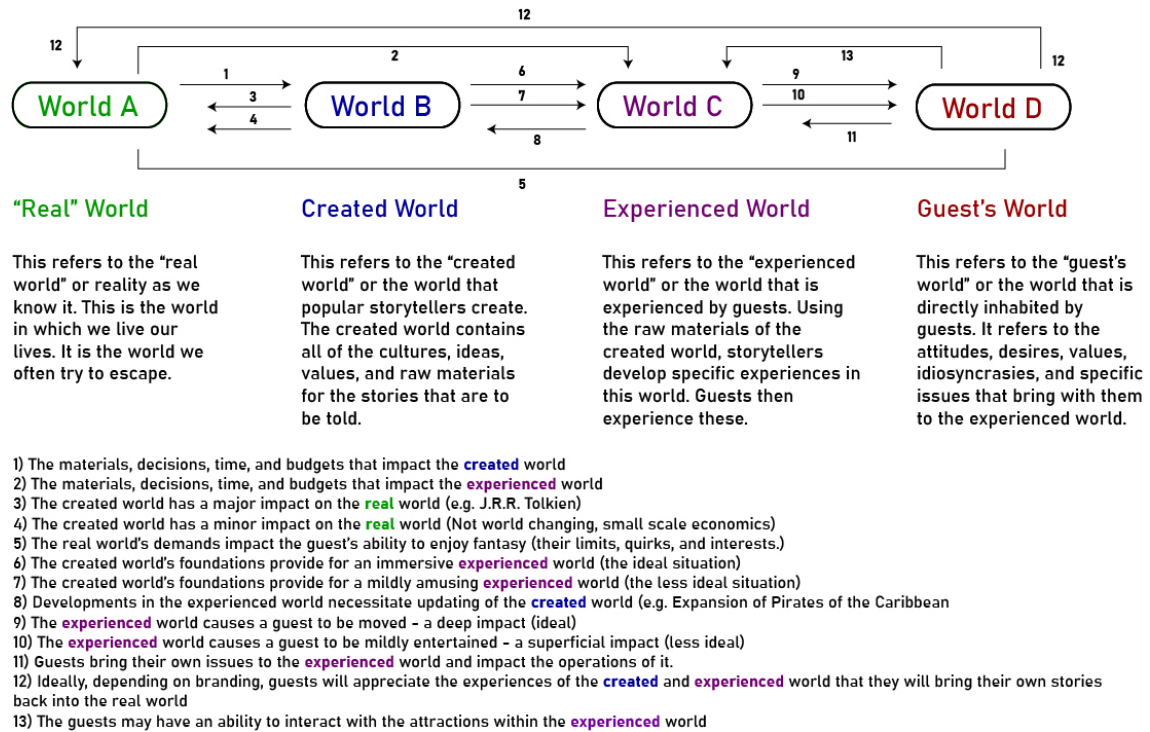 12
12
2
13
12
1
6
9
World A
3
World B
7
World C
10
World D
4
8
11
5
“Real” World
Created World
Experienced World
Guest’s World
This refers to the “real
world” or reality as we
know it. This is the world
in which we live our
lives. It is the world we
often try to escape.
This refers to the “created
world” or the world that
popular storytellers create.
The created world contains
all of the cultures, ideas,
values, and raw materials
for the stories that are to
be told.
This refers to the “experienced
world” or the world that is
experienced by guests. Using
the raw materials of the
created world, storytellers
develop specific experiences in
this world. Guests then
experience these.
This refers to the “guest’s
world” or the world that is
directly inhabited by
guests. It refers to the
attitudes, desires, values,
idiosyncrasies, and specific
issues that bring with them
to the experienced world.
1) The materials, decisions, time, and budgets that impact the created world
2) The materials, decisions, time, and budgets that impact the experienced world
3) The created world has a major impact on the real world (e.g. J.R.R. Tolkien)
4) The created world has a minor impact on the real world (Not world changing, small scale economics)
5) The real world’s demands impact the guest’s ability to enjoy fantasy (their limits, quirks, and interests.)
6) The created world’s foundations provide for an immersive experienced world (the ideal situation)
7) The created world’s foundations provide for a mildly amusing experienced world (the less ideal situation)
8) Developments in the experienced world necessitate updating of the created world (e.g. Expansion of Pirates of the Caribbean
9) The experienced world causes a guest to be moved - a deep impact (ideal)
10) The experienced world causes a guest to be mildly entertained - a superficial impact (less ideal)
11) Guests bring their own issues to the experienced world and impact the operations of it.
12) Ideally, depending on branding, guests will appreciate the experiences of the created and experienced world that they will bring their own stories
back into the real world
13) The guests may have an ability to interact with the attractions within the experienced world